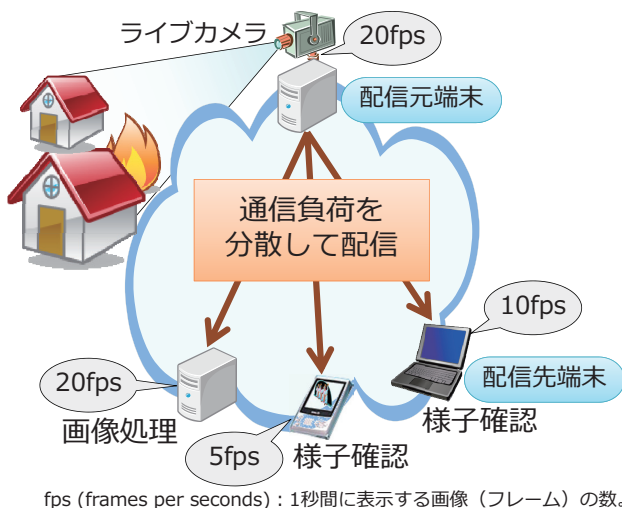 ライブカメラ
20fps
配信元端末
通信負荷を
分散して配信
10fps
20fps
配信先端末
画像処理
5fps
様子確認
様子確認
fps (frames per seconds) : 1秒間に表示する画像（フレーム）の数。